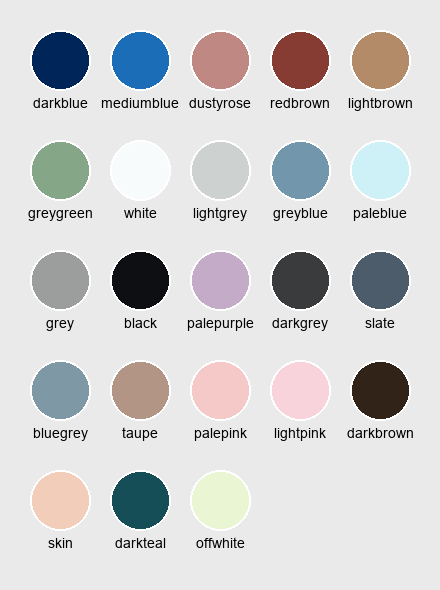 darkblue mediumblue dustyrose redbrown lightbrown
greygreen white lightgrey greyblue paleblue
grey black palepurple darkgrey slate
bluegrey taupe palepink lightpink darkbrown
skin darkteal offwhite